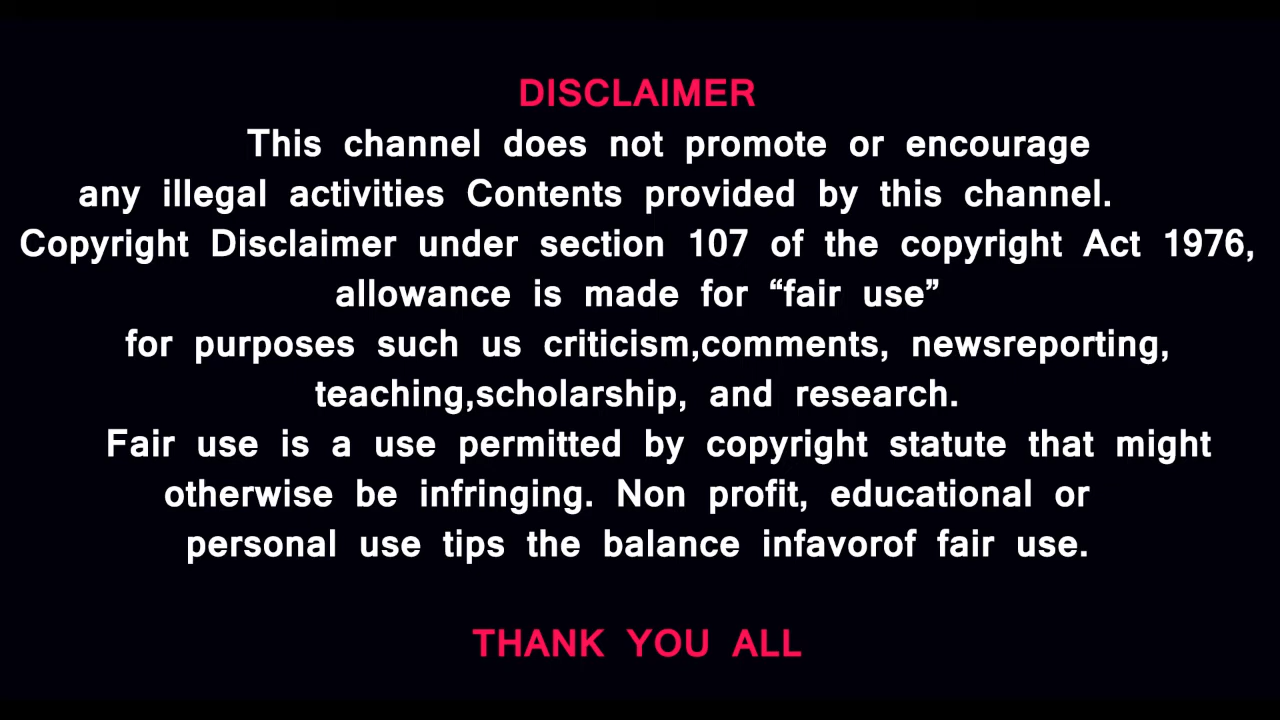 DISCLAIMER
This channel does not promote or encourage
any illegal activities Contents provided by this channel.
Copyright Disclaimer under section 107 of the copyright Act 1976,
allowance is made for “fair use”
for purposes such us criticism,comments, newsreporting,
teaching,scholarship, and research.
Fair use is a use permitted by copyright statute that might
otherwise be infringing. Non profit, educational or
personal use tips the balance infavorof fair use.
THANK YOU ALL